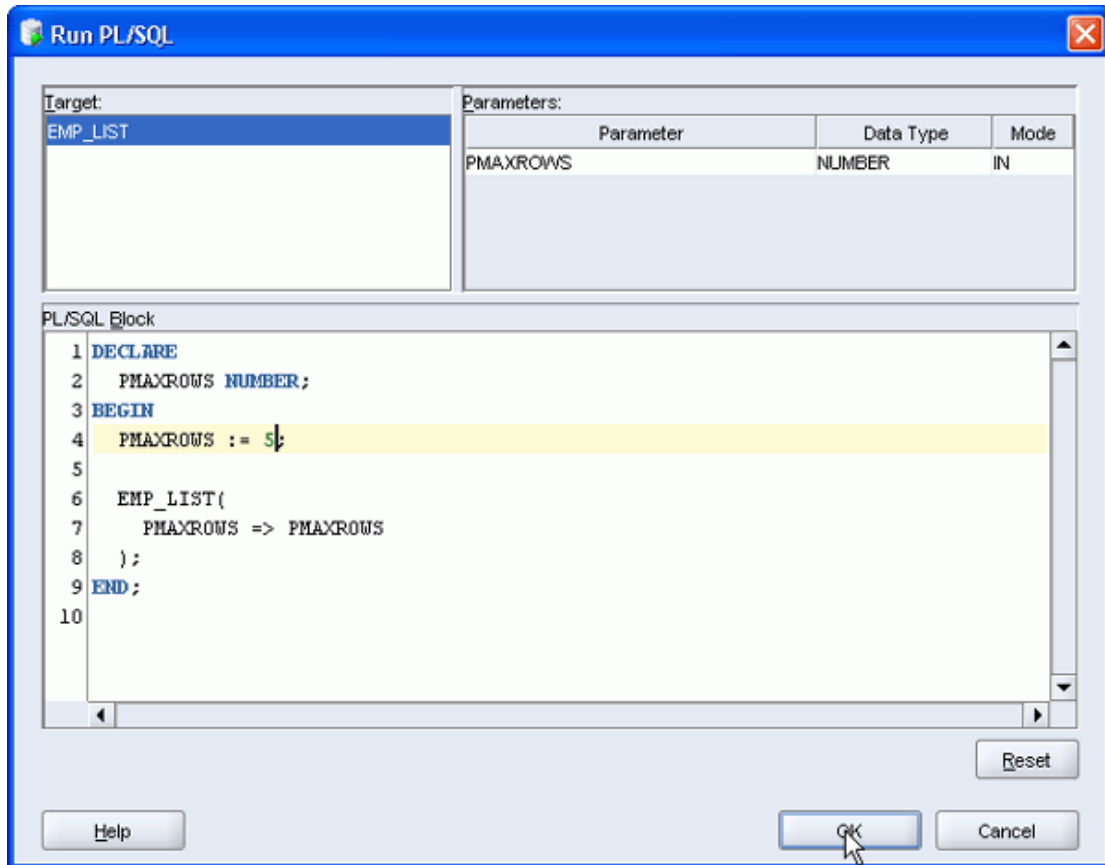 Run PL/SQL
Target:
EMP_LIST
Parameters:
Parameter Data Type Mode
PMAXROWS NUMBER IN
PL/SQL Block
1 DECLARE
2 PMAXROWS NUMBER;
3 BEGIN
4 PMAXROWS := 5;
5
6 EMP_LIST(
7 PMAXROWS => PMAXROWS
8 );
9 END;
10
Reset
Help OK Cancel